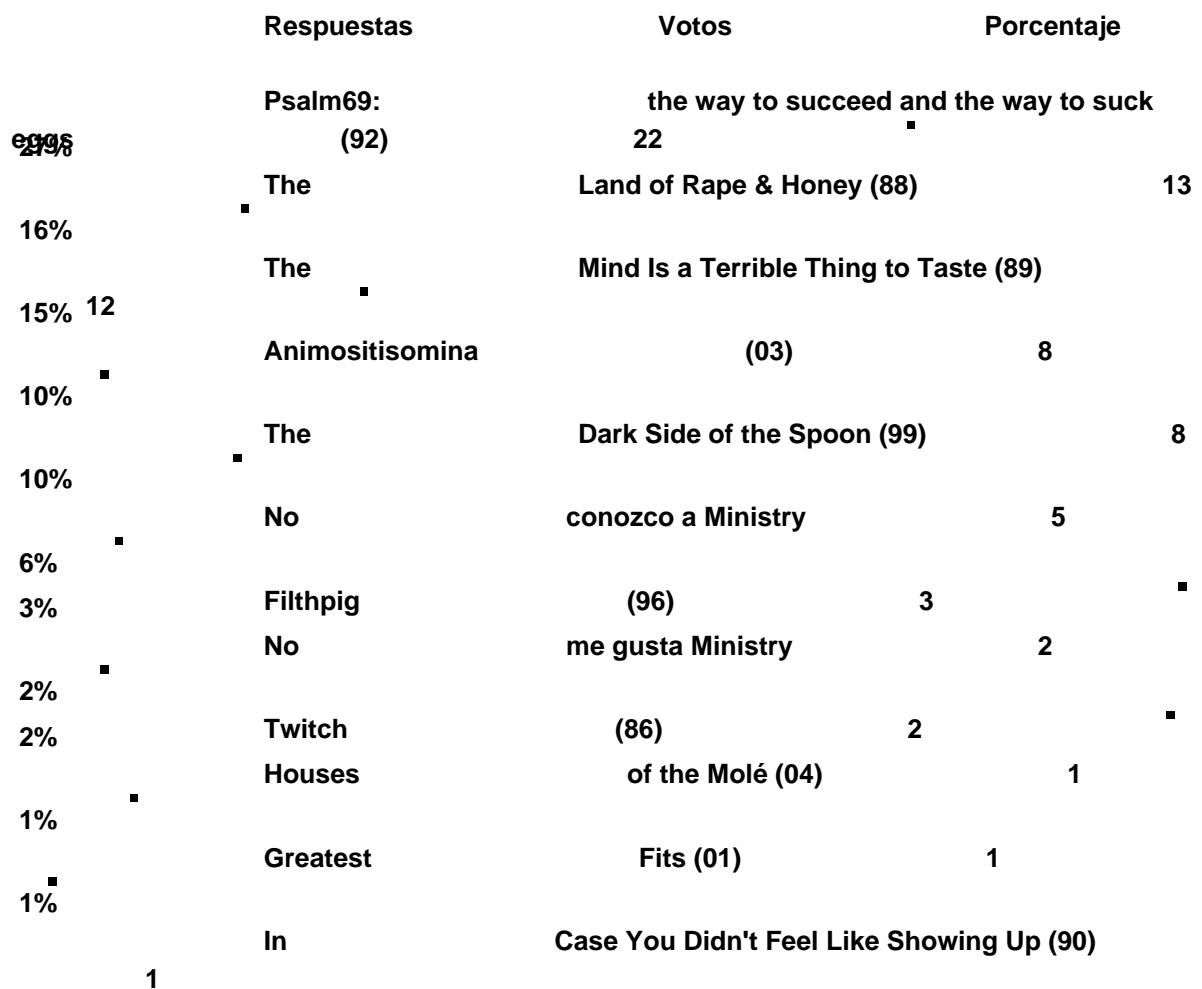 Respuestas Votos Porcentaje
Psalm69: the way to succeed and the way to suck
eggs (92) 22
27%
The Land of Rape & Honey (88) 13
16%
The Mind Is a Terrible Thing to Taste (89)
12
15%
Animositisomina (03) 8
10%
The Dark Side of the Spoon (99) 8
10%
No conozco a Ministry 5
6%
Filthpig (96) 3
3%
No me gusta Ministry 2
2%
Twitch (86) 2
2%
Houses of the Molé (04) 1
1%
Greatest Fits (01) 1
1%
In Case You Didn't Feel Like Showing Up (90)
1